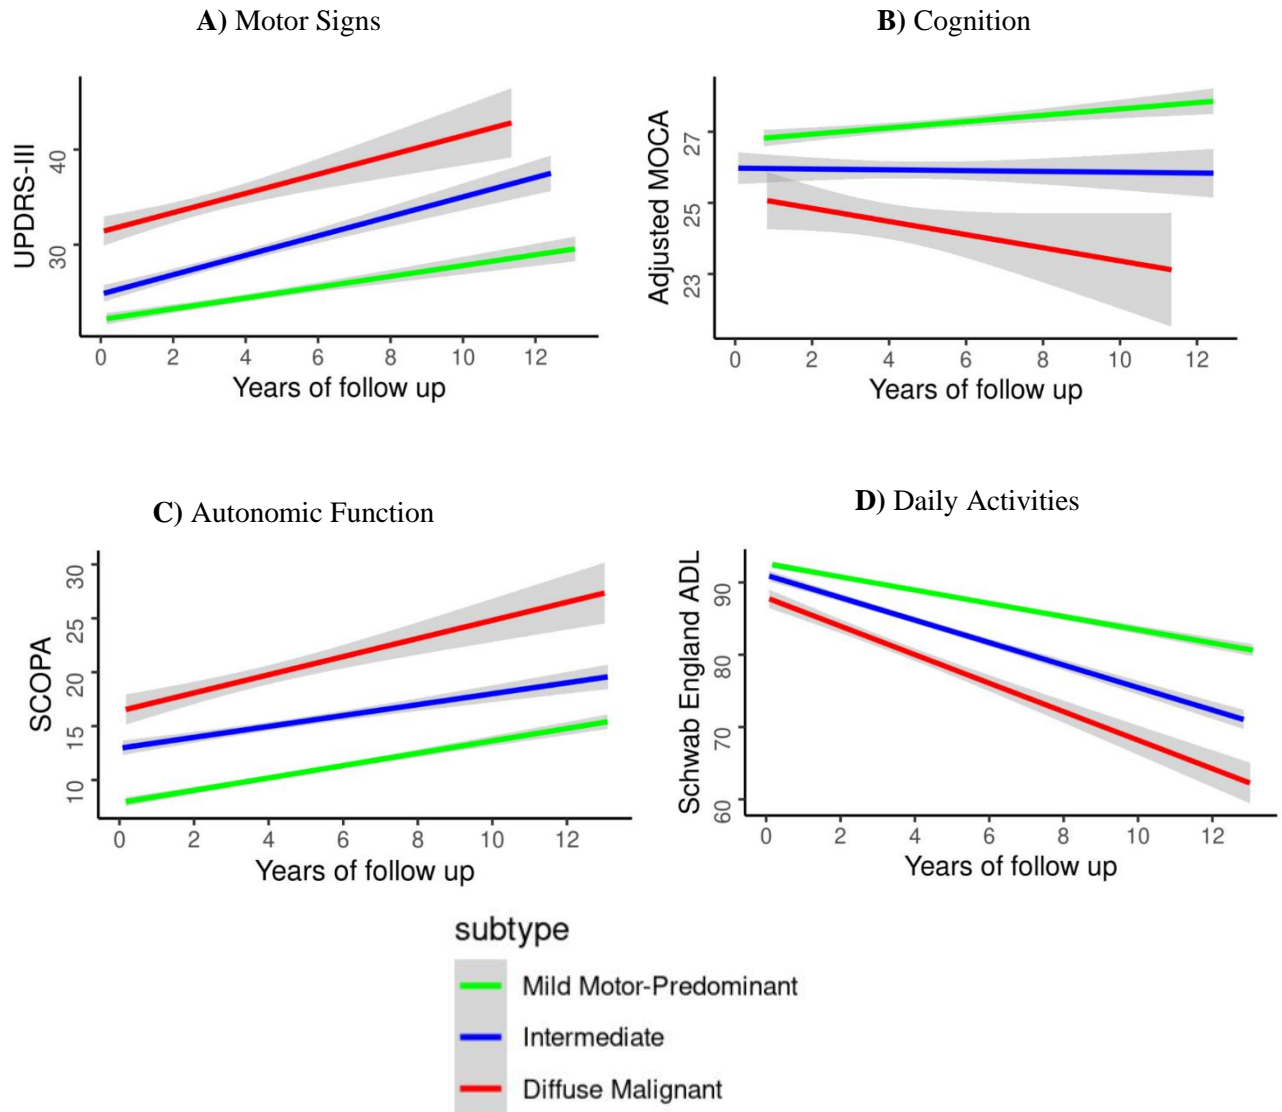 A) Motor Signs
UPDRS-III
40
30
0 2 4 6 8 10 12
Years of follow up
B) Cognition
Adjusted MOCA
27
25
23
0 2 4 6 8 10 12
Years of follow up
C) Autonomic Function
SCOPA
30
25
20
15
10
0 2 4 6 8 10 12
Years of follow up
D) Daily Activities
Schwab England ADL
90
80
70
60
0 2 4 6 8 10 12
Years of follow up
subtype
Mild Motor-Predominant
Intermediate
Diffuse Malignant